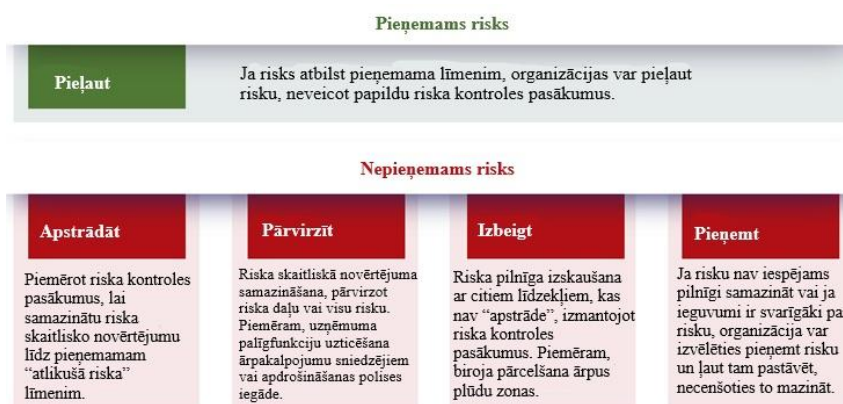 Pieņemams risks
Pieļaut
Ja risks atbilst pieņemama līmenim, organizācijas var pieļaut
risku, neveicot papildu riska kontroles pasākumus.
Nepieņemams risks
Apstrādāt
Piemērot riska kontroles
pasākumus, lai
samazinātu riska
skaitlisko novērtējumu
līdz pieņemamam
“atlikušā riska”
līmenim.
Pārvirzīt
Riska skaitliskā novērtējuma
samazināšana, pārvirzot
riska daļu vai visu risku.
Piemēram, uzņēmuma
palīgfunkciju uzticēšana
ārpakalpojumu sniedzējiem
vai apdrošināšanas polises
iegāde.
Izbeigt
Riska pilnīga izskaušana
ar citiem līdzekļiem, kas
nav “apstrāde”, izmantojot
riska kontroles
pasākumus. Piemēram,
biroja pārcelšana ārpus
plūdu zonas.
Pieņemt
Ja risku nav iespējams
pilnīgi samazināt vai ja
ieguvumi ir svarīgāki pa
risku, organizācija var
izvēlēties pieņemt risku
un ļaut tam pastāvēt,
necenšoties to mazināt.